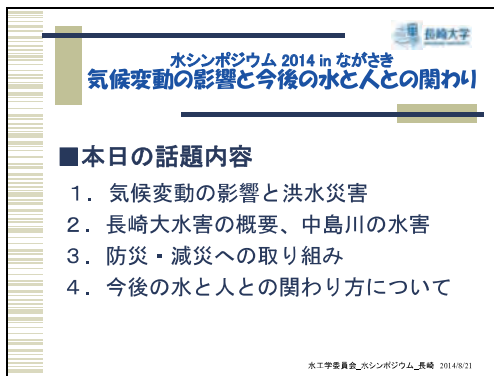 長崎大学
水シンポジウム 2014 in ながさき
気候変動の影響と今後の水と人との関わり
■本日の話題内容
1．気候変動の影響と洪水災害
2．長崎大水害の概要、中島川の水害
3．防災・減災への取り組み
4．今後の水と人との関わり方について
水工学委員会_水シンポジウム_長崎 2014/8/21